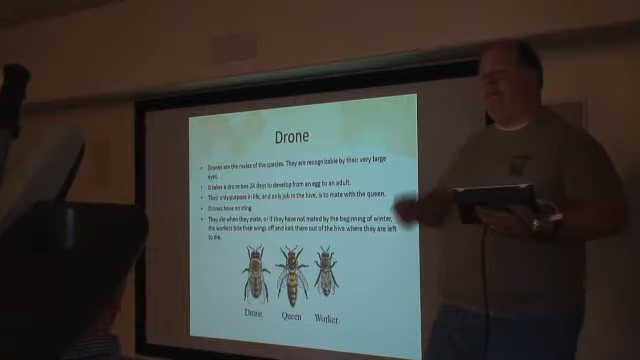 Drone
• Drones are the males of the species. They are recognizable by their very large
eyes.
• It takes a drone bee 24 days to develop from an egg to an adult.
• Their only purpose in life, and only job in the hive, is to mate with the queen.
• Drones have no sting.
• They die when they mate, or if they have not mated by the beginning of winter,
the workers bite their wings off and kick them out of the hive where they are left
to die.
Drone Queen Worker